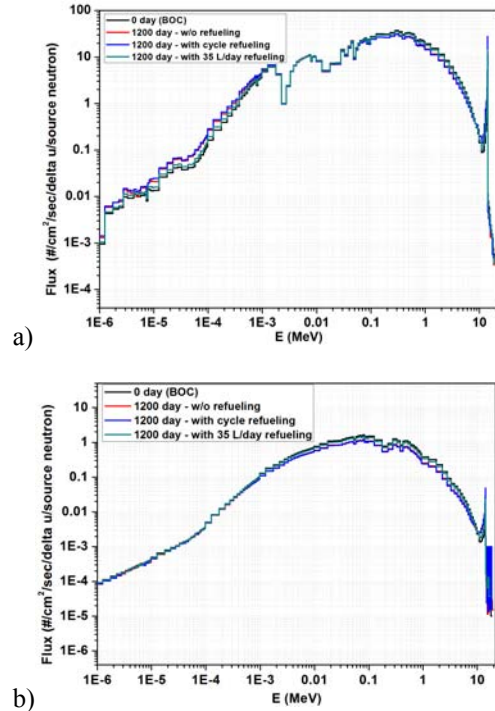 a)
Flux (#/cm²/sec/delta u/source neutron)
100
10
1
0.1
0.01
1E-3
1E-4
0 day (BOC)
1200 day - w/o refueling
1200 day - with cycle refueling
1200 day - with 35 L/day refueling
1E-6 1E-5 1E-4 1E-3 0.01 0.1 1 10
E (MeV)
b)
Flux (#/cm²/sec/delta u/source neutron)
100
10
1
0.1
0.01
1E-3
1E-4
1E-5
1E-6
0 day (BOC)
1200 day - w/o refueling
1200 day - with cycle refueling
1200 day - with 35 L/day refueling
1E-6 1E-5 1E-4 1E-3 0.01 0.1 1 10
E (MeV)